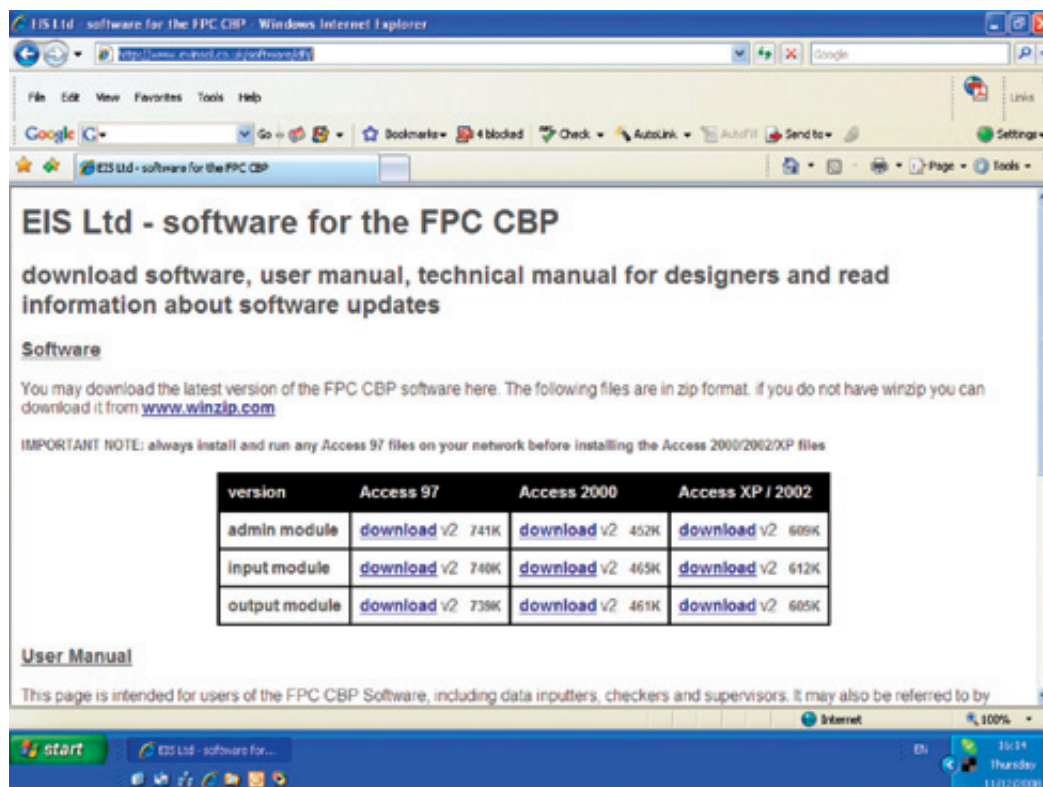 EIS Ltd - software for the FPC CBP - Windows Internet Explorer
Google
File Edit View Favorites Tools Help
Links
Google G Go Bookmarks 4 blocked Check AutoLink AutoFill Send to Settings
EIS Ltd - software for the FPC CBP
Page Tools
EIS Ltd - software for the FPC CBP
download software, user manual, technical manual for designers and read
information about software updates
Software
You may download the latest version of the FPC CBP software here. The following files are in zip format. if you do not have winzip you can
download it from www.winzip.com
IMPORTANT NOTE: always install and run any Access 97 files on your network before installing the Access 2000/2002/XP files
version Access 97 Access 2000 Access XP / 2002
admin module download v2 741K download v2 452K download v2 609K
input module download v2 740K download v2 465K download v2 612K
output module download v2 739K download v2 461K download v2 605K
User Manual
This page is intended for users of the FPC CBP Software, including data inputters, checkers and supervisors. It may also be referred to by
Internet 100%
start EIS Ltd - software for... EN 16:14
Thursday